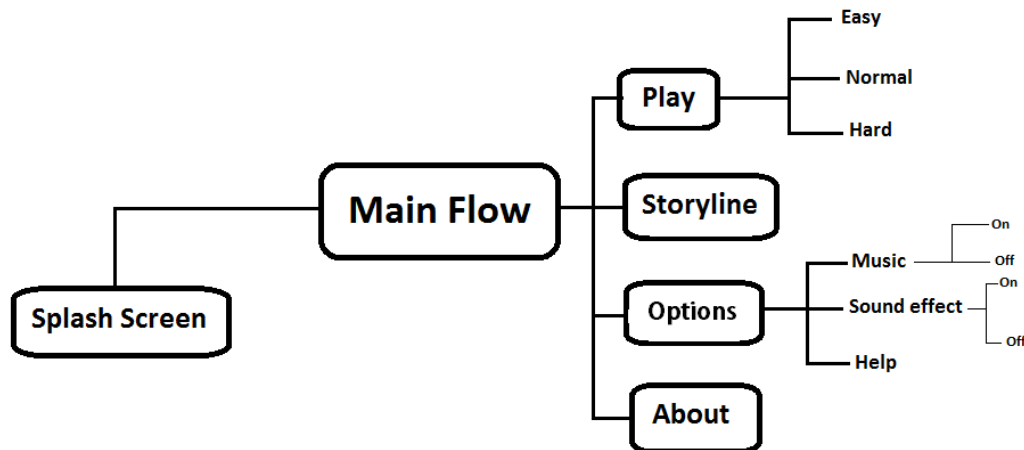 Easy
Normal
Hard
Play
Main Flow
Splash Screen
Storyline
Options
Music
On
Off
Sound effect
On
Off
Help
About